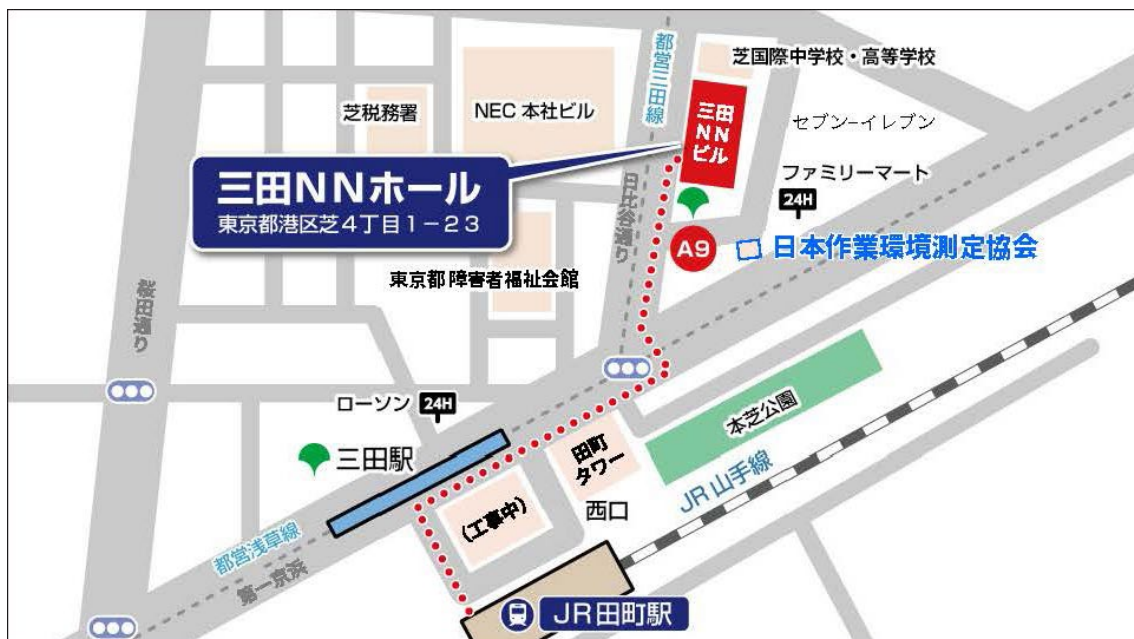 都営三田線
芝国際中学校・高等学校
芝税務署
NEC 本社ビル
三田
NN
ビル
セブン-イレブン
三田NNホール
東京都港区芝4丁目1-23
ファミリーマート
24H
日比谷通り
A9
日本作業環境測定協会
東京都障害者福祉会館
桜田通り
ローソン
24H
本芝公園
三田駅
田町
タワー
JR山手線
(工事中)
西口
都営浅草線
第一京浜
JR田町駅